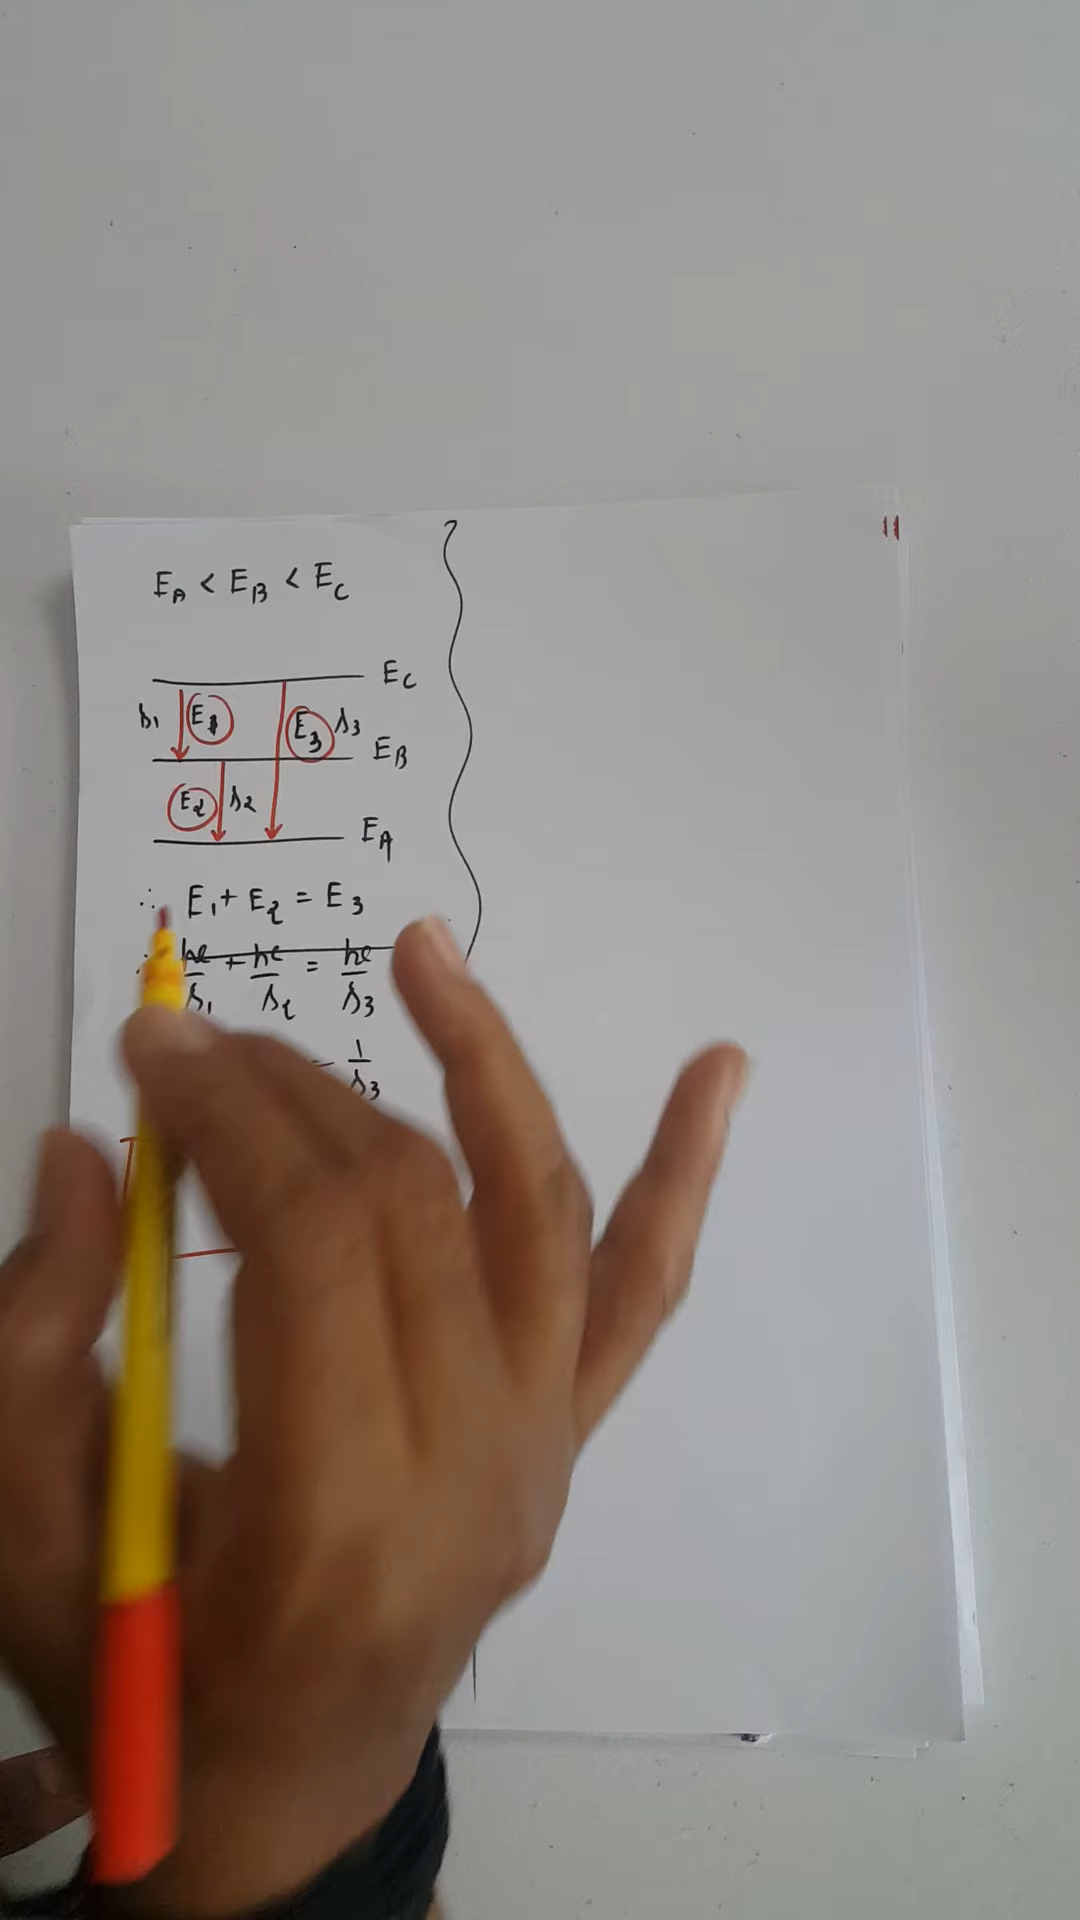 E_A < E_B < E_C
E_C
λ1 E1 E3 λ3
E_B
E2 λ2
E_A
∴ E1 + E2 = E3
∴ hc/λ1 + hc/λ2 = hc/λ3
= 1/λ3
11